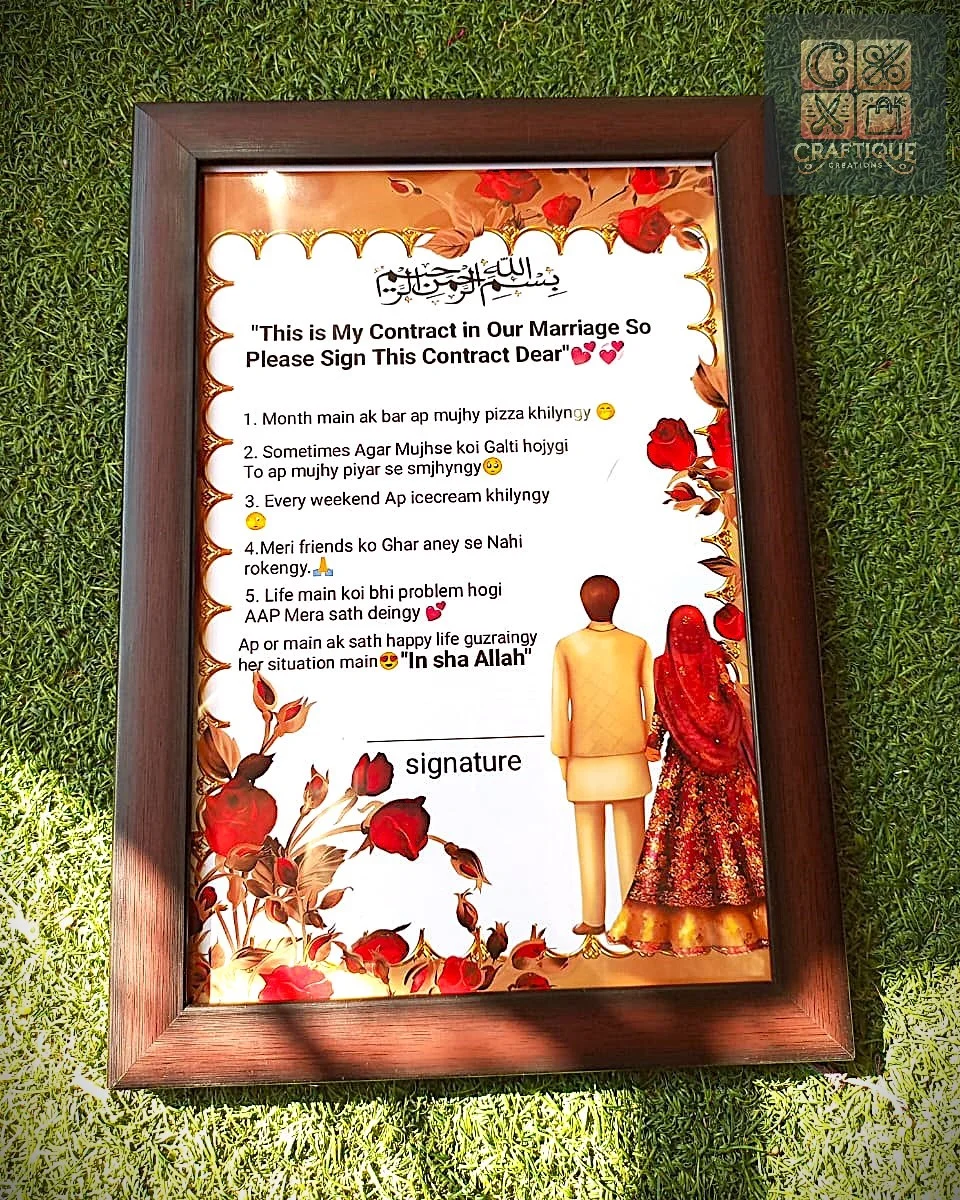 CRAFTIQUE
CREATIONS
بسم الله الرحمن الرحيم
"This is My Contract in Our Marriage So
Please Sign This Contract Dear"💕💞
1. Month main ak bar ap mujhy pizza khilyngy 🤭
2. Sometimes Agar Mujhse koi Galti hojygi
To ap mujhy piyar se smjhyngy🥺
3. Every weekend Ap icecream khilyngy
🫣
4.Meri friends ko Ghar aney se Nahi
rokengy.🙏
5. Life main koi bhi problem hogi
AAP Mera sath deingy 💕
Ap or main ak sath happy life guzraingy
her situation main😍"In sha Allah"
signature